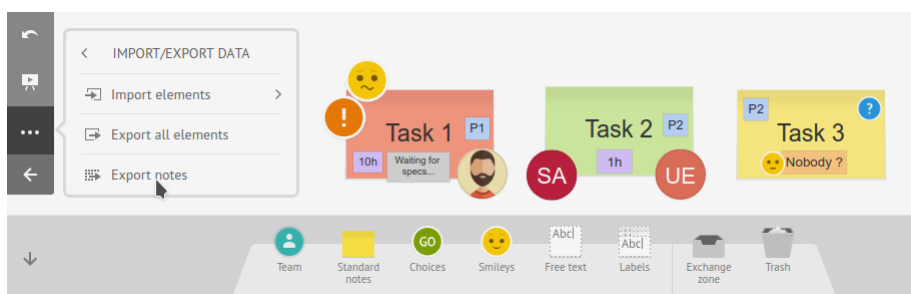 IMPORT/EXPORT DATA
Import elements
Export all elements
Export notes
Task 1
P1
10h
Waiting for
specs...
Task 2
P2
1h
SA
UE
P2
?
Task 3
Nobody ?
!
Team
Standard
notes
GO
Choices
Smileys
Abc
Free text
Abc
Labels
Exchange
zone
Trash